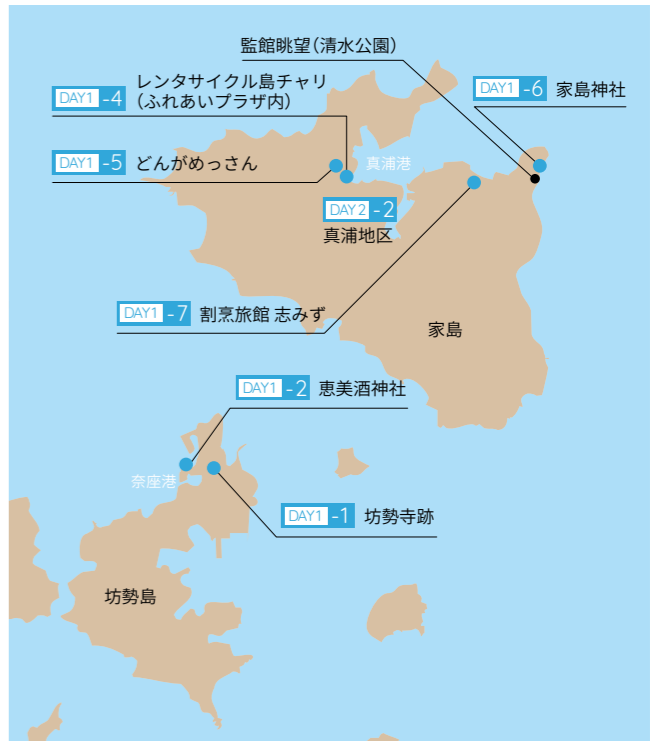 監館眺望(清水公園)
DAY1 -4 レンタサイクル島チャリ
(ふれあいプラザ内)
DAY1 -6 家島神社
DAY1 -5 どんがめっさん
真浦港
DAY2 -2
真浦地区
DAY1 -7 割烹旅館 志みず
家島
DAY1 -2 恵美酒神社
奈座港
DAY1 -1 坊勢寺跡
坊勢島